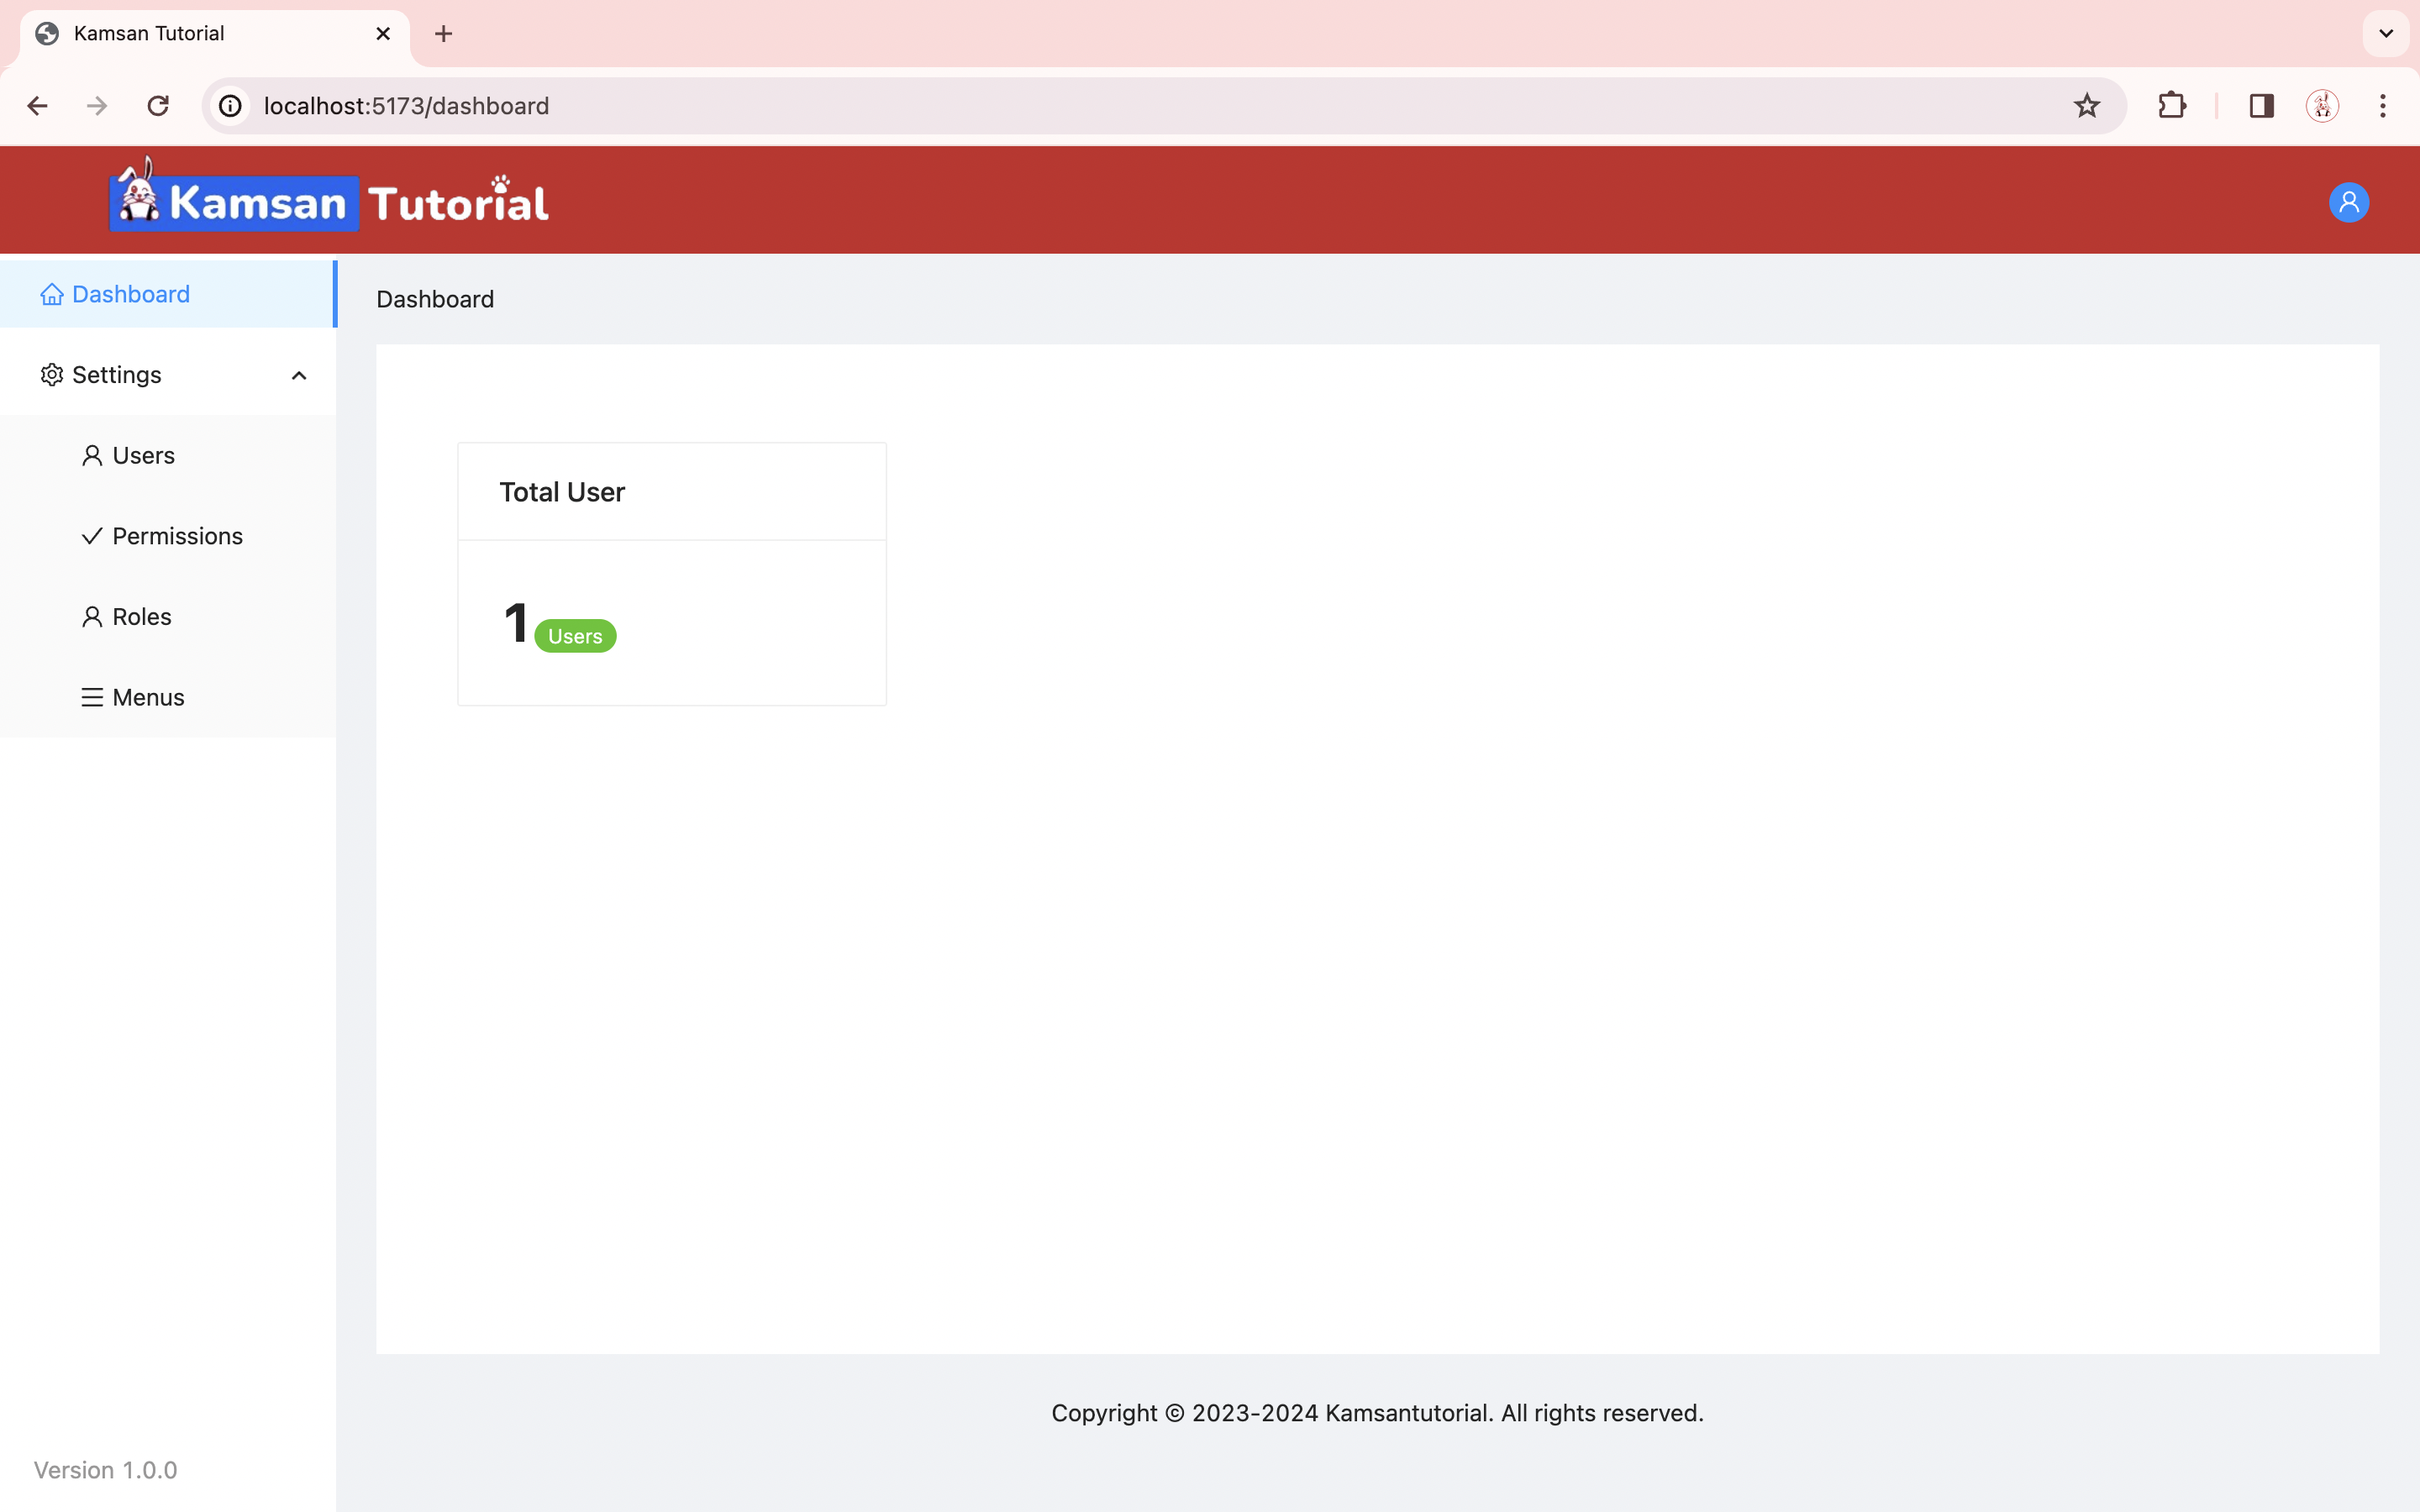 Kamsan Tutorial
localhost:5173/dashboard
Kamsan Tutorial
Dashboard
Settings
Users
Permissions
Roles
Menus
Version 1.0.0
Dashboard
Total User
1 Users
Copyright © 2023-2024 Kamsantutorial. All rights reserved.